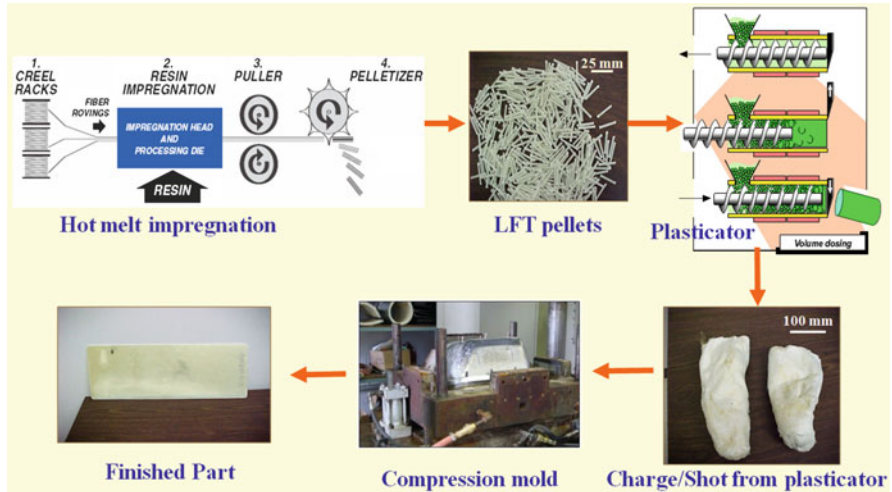 1.
CREEL
RACKS
2.
RESIN
IMPREGNATION
3.
PULLER
4.
PELLETIZER
FIBER
ROVINGS
IMPREGNATION HEAD
AND
PROCESSING DIE
RESIN
Hot melt impregnation
25 mm
LFT pellets
Plasticator
Volume dosing
Finished Part
Compression mold
100 mm
Charge/Shot from plasticator